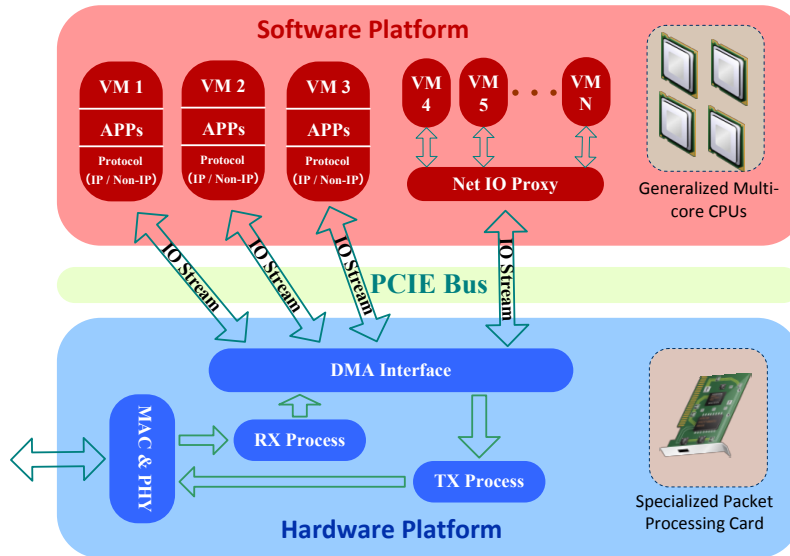 Software Platform
VM 1
APPs
Protocol
(IP / Non-IP)
VM 2
APPs
Protocol
(IP / Non-IP)
VM 3
APPs
Protocol
(IP / Non-IP)
VM
4
VM
5
VM
N
Net IO Proxy
Generalized Multi-
core CPUs
IO Stream
IO Stream
IO Stream
IO Stream
PCIE Bus
DMA Interface
MAC & PHY
RX Process
TX Process
Specialized Packet
Processing Card
Hardware Platform